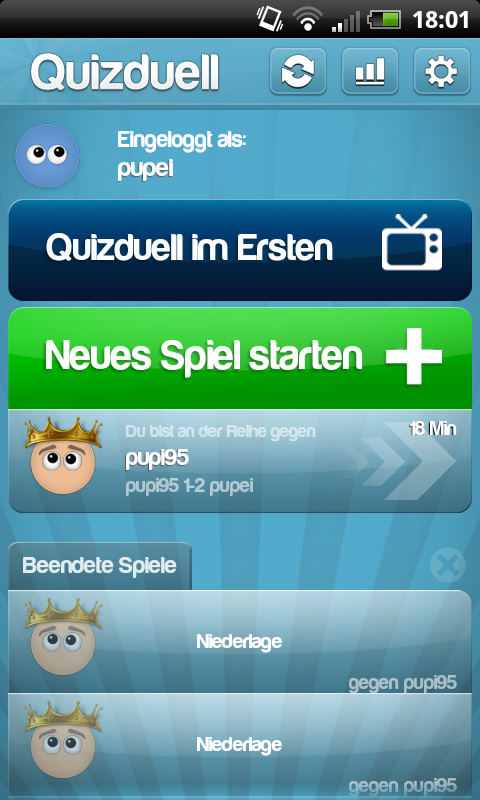 18:01
Quizduell
Eingeloggt als:
pupei
Quizduell im Ersten
Neues Spiel starten
Du bist an der Reihe gegen
18 Min
pupi95
pupi95 1-2 pupei
Beendete Spiele
Niederlage
gegen pupi95
Niederlage
gegen pupi95